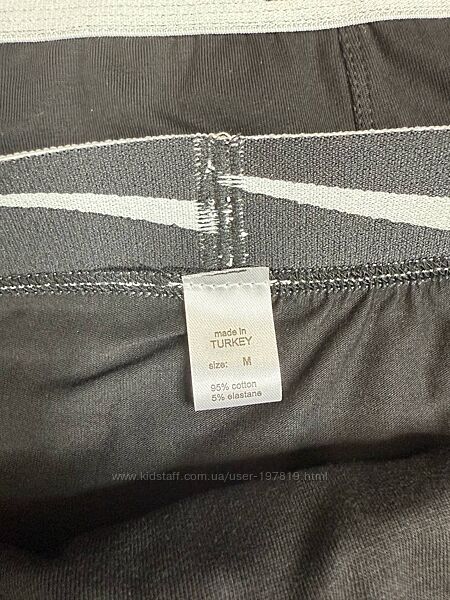 made in
TURKEY
size: M
95% cotton
5% elastane
www.kidstaff.com.ua/user-197819.html